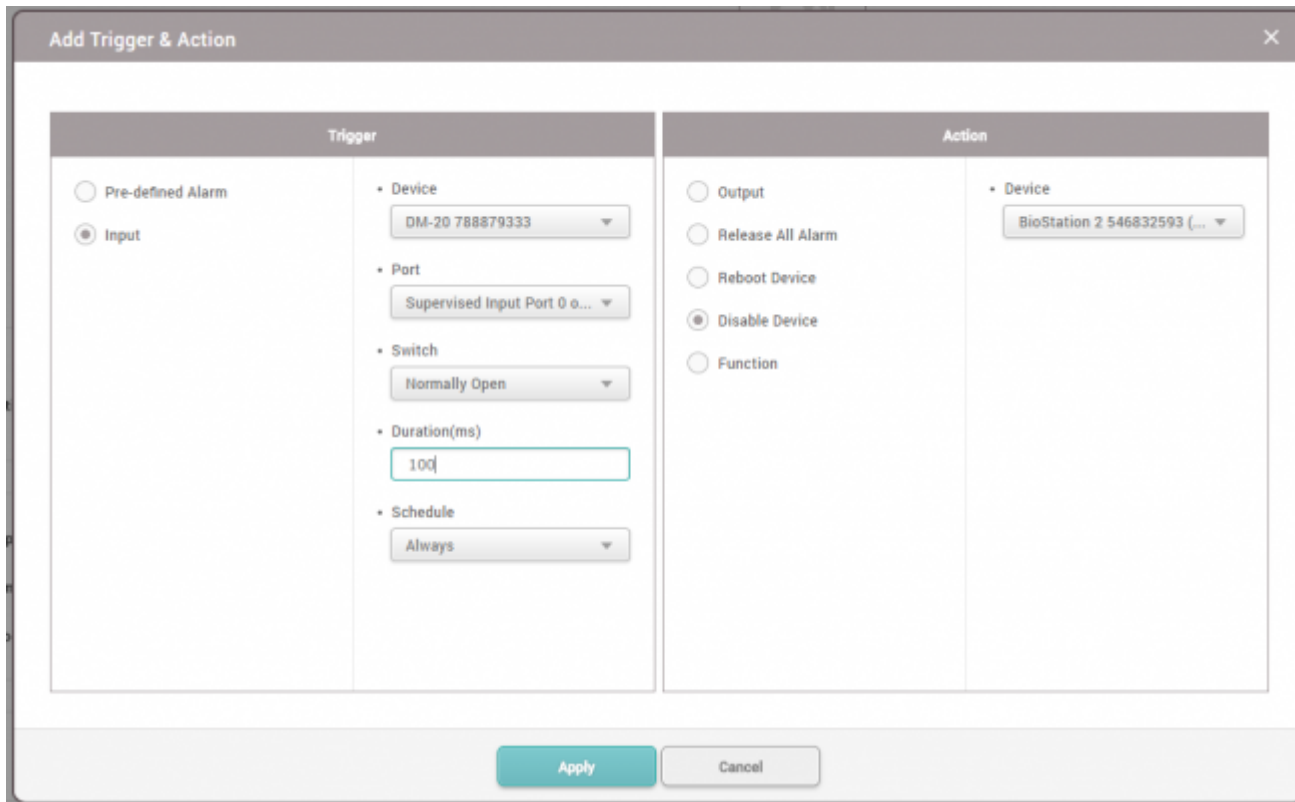 Add Trigger & Action
Trigger
Pre-defined Alarm
Input
• Device
DM-20 788879333
• Port
Supervised Input Port 0 o...
• Switch
Normally Open
• Duration(ms)
100
• Schedule
Always
Action
Output
Release All Alarm
Reboot Device
Disable Device
Function
• Device
BioStation 2 546832593 (...
Apply
Cancel